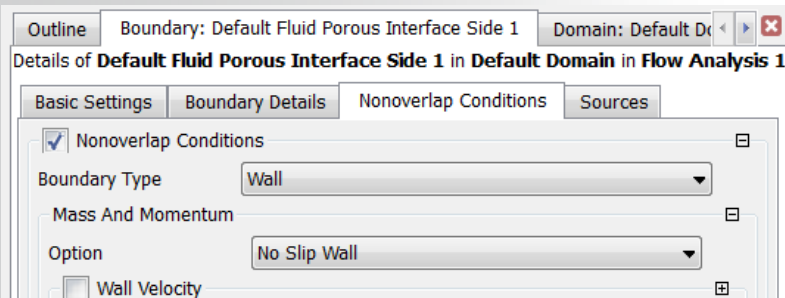 Outline Boundary: Default Fluid Porous Interface Side 1 Domain: Default
Details of Default Fluid Porous Interface Side 1 in Default Domain in Flow Analysis 1
Basic Settings Boundary Details Nonoverlap Conditions Sources
Nonoverlap Conditions
Boundary Type Wall
Mass And Momentum
Option No Slip Wall
Wall Velocity